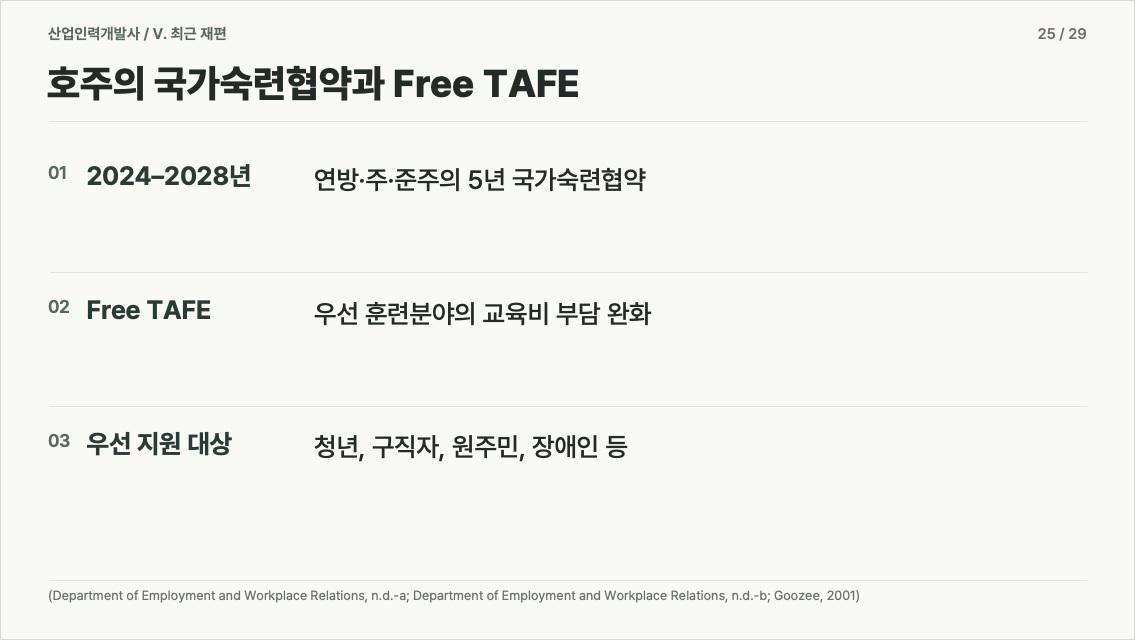 산업인력개발사 / V. 최근 재편
25 / 29
호주의 국가숙련협약과 Free TAFE
01 2024–2028년 연방·주·준주의 5년 국가숙련협약
02 Free TAFE 우선 훈련분야의 교육비 부담 완화
03 우선 지원 대상 청년, 구직자, 원주민, 장애인 등
(Department of Employment and Workplace Relations, n.d.-a; Department of Employment and Workplace Relations, n.d.-b; Goozee, 2001)